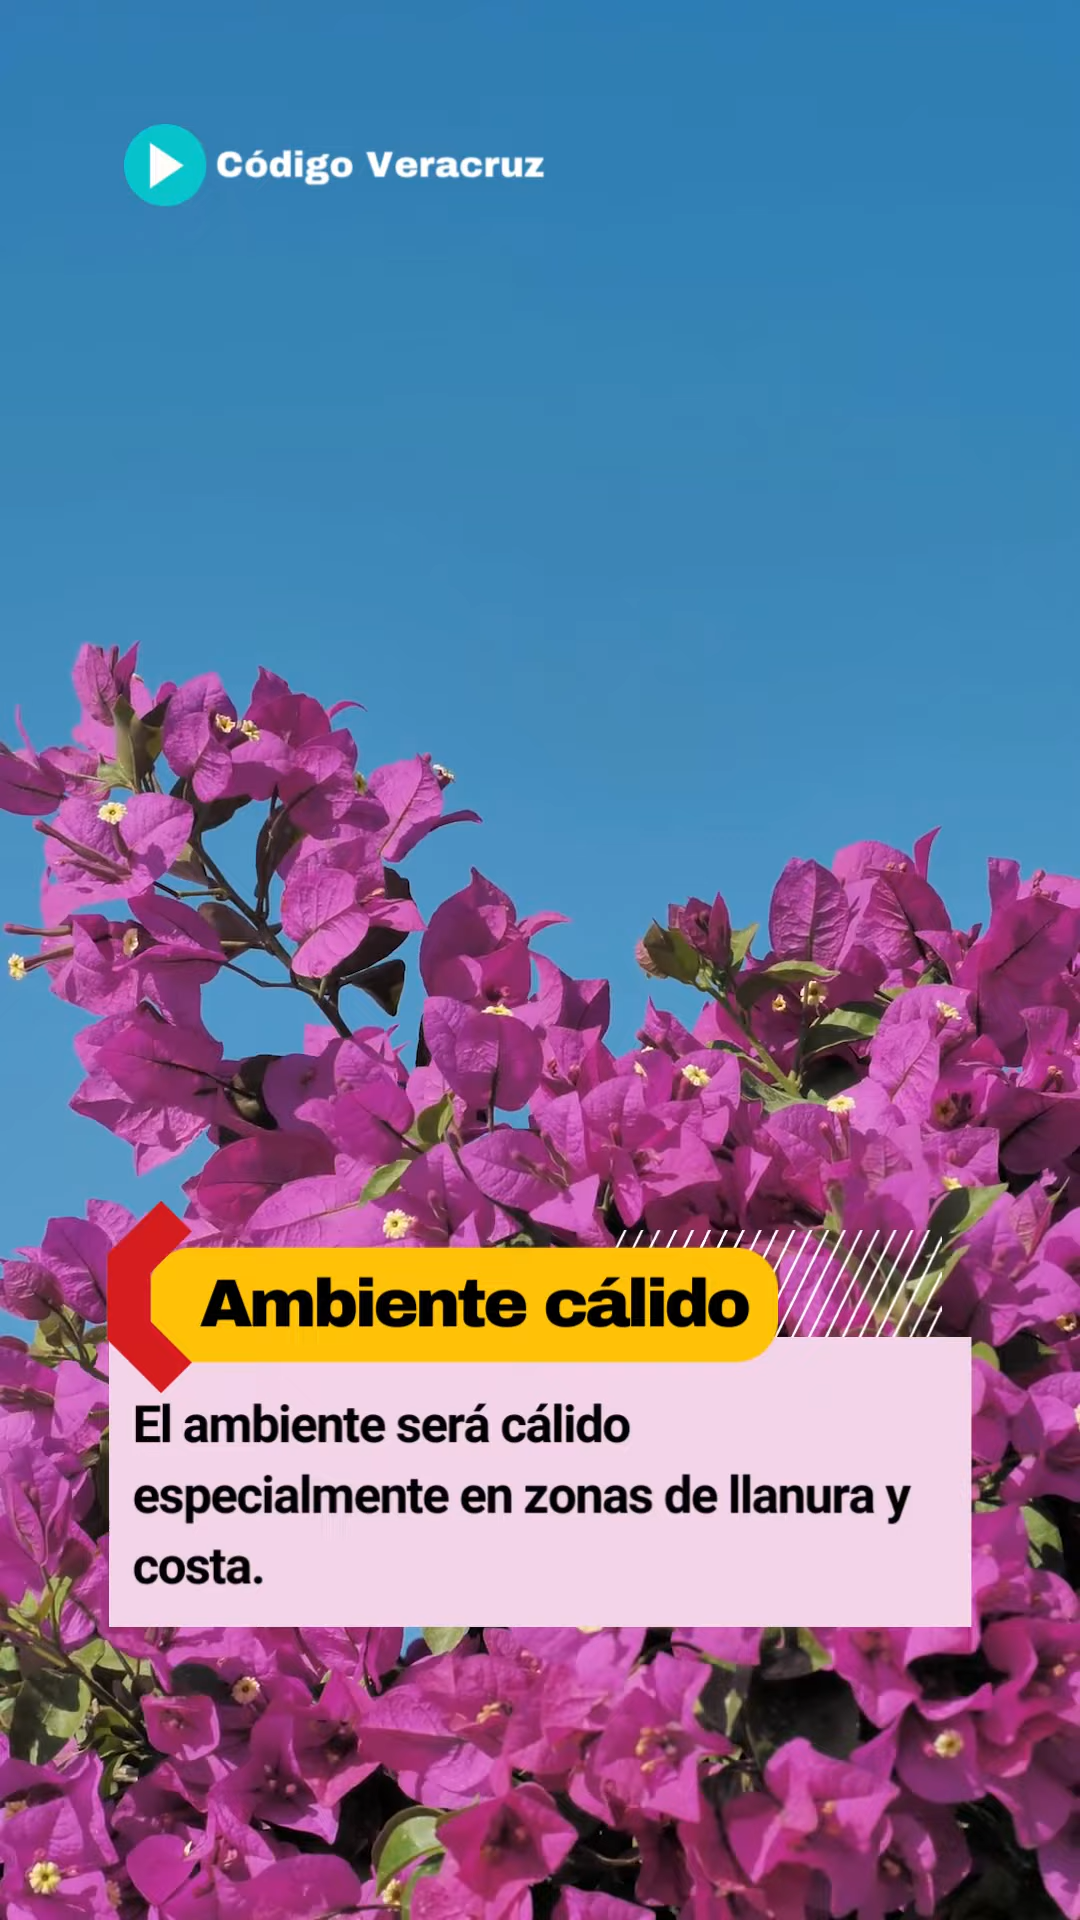 Código Veracruz
Ambiente cálido
El ambiente será cálido
especialmente en zonas de llanura y
costa.